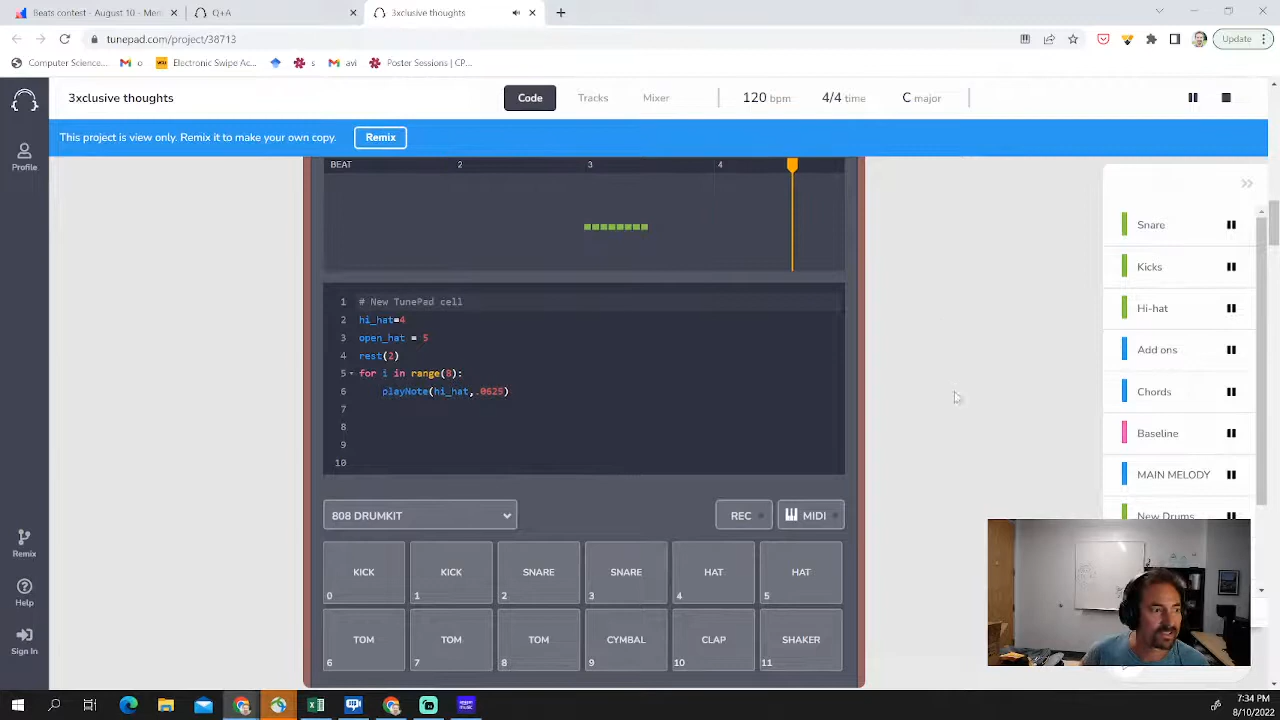 Beats contest - August 10 - Mem
Q+A
3xclusive thoughts
tunepad.com/project/38713
Update
Computer Science...
o
Electronic Swipe Ac...
s
avi
Poster Sessions | CP...
3xclusive thoughts
Code
Tracks
Mixer
120 bpm
4/4 time
C major
This project is view only. Remix it to make your own copy.
Remix
Profile
BEAT
2
3
4
1 # New TunePad cell
2 hi_hat=4
3 open_hat = 5
4 rest(2)
5 for i in range(8):
6 playNote(hi_hat,.0625)
7
8
9
10
Snare
Kicks
Hi-hat
Add ons
Chords
Baseline
MAIN MELODY
New Drums
808 DRUMKIT
REC
MIDI
KICK
KICK
SNARE
SNARE
HAT
HAT
0
1
2
3
4
5
TOM
TOM
TOM
CYMBAL
CLAP
SHAKER
6
7
8
9
10
11
Remix
Help
Sign In
7:34 PM
8/10/2022